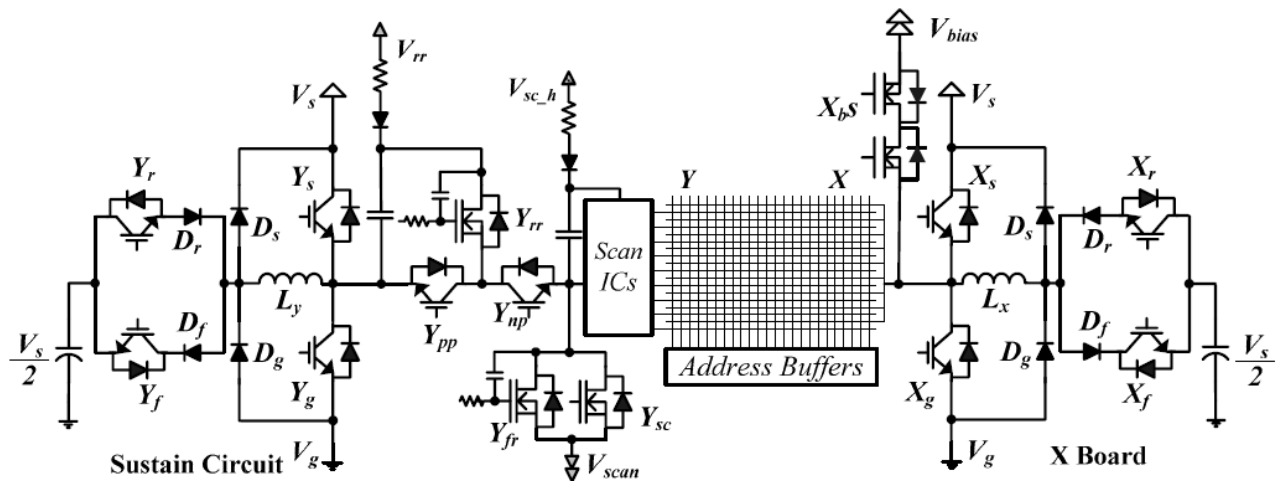 V_bias
V_rr
V_sc_h
V_s
X_bs
V_s
Y_r
Y_s
Y
X
X_s
X_r
D_r
D_s
Y_rr
Scan
ICs
D_s
D_r
L_y
Y_pp
Y_np
L_x
V_s
2
D_f
D_g
Y_f
Y_g
Address Buffers
X_g
D_g
D_f
X_f
V_s
2
Y_fr
Y_sc
V_g
V_scan
V_g
Sustain Circuit
X Board